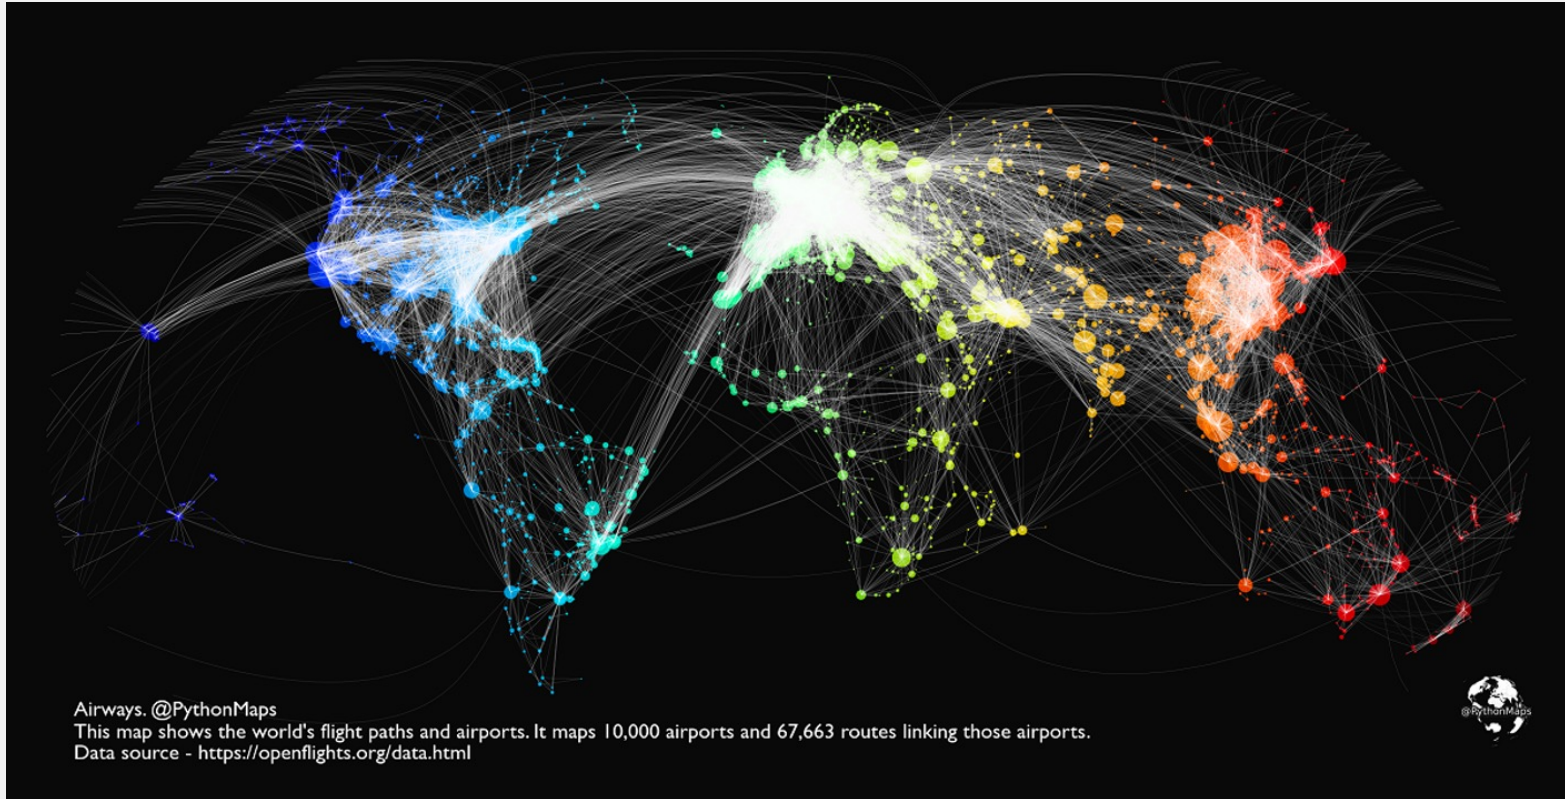 Airways. @PythonMaps
This map shows the world's flight paths and airports. It maps 10,000 airports and 67,663 routes linking those airports.
Data source - https://openflights.org/data.html
@PythonMaps